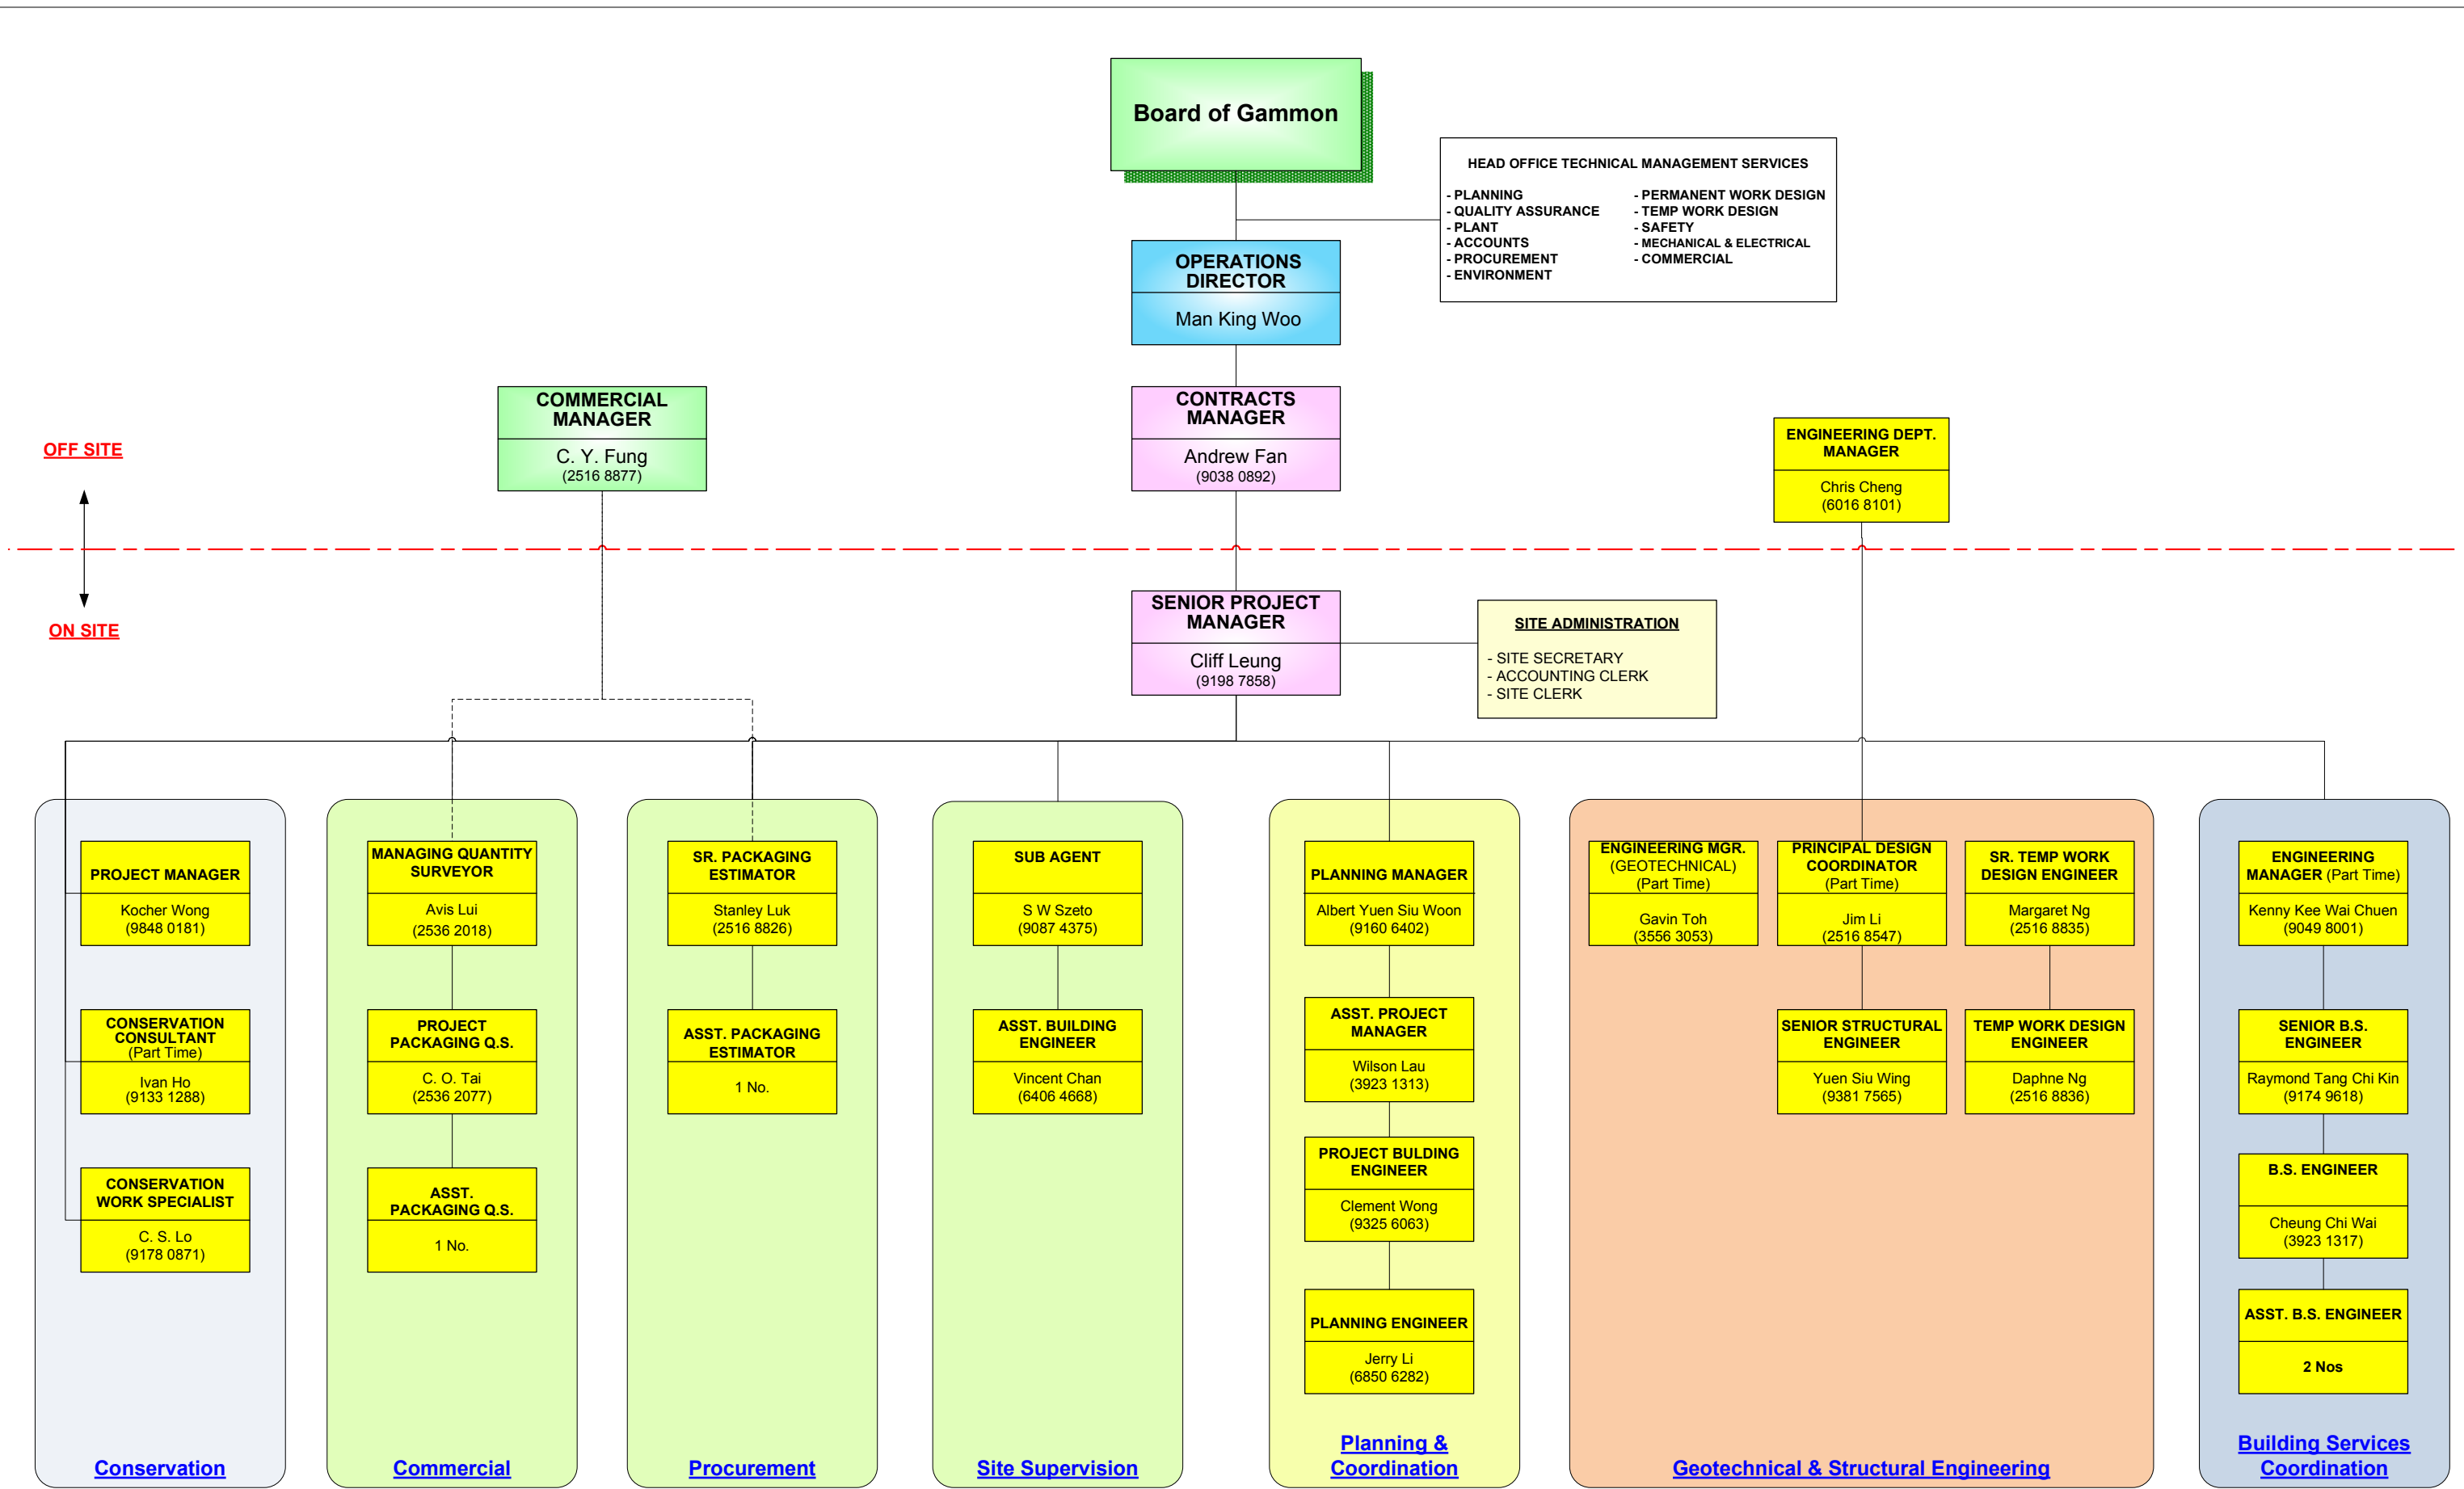 Board of Gammon
HEAD OFFICE TECHNICAL MANAGEMENT SERVICES
- PLANNING
- QUALITY ASSURANCE
- PLANT
- ACCOUNTS
- PROCUREMENT
- ENVIRONMENT
- PERMANENT WORK DESIGN
- TEMP WORK DESIGN
- SAFETY
- MECHANICAL & ELECTRICAL
- COMMERCIAL
OPERATIONS
DIRECTOR
Man King Woo
COMMERCIAL
MANAGER
C. Y. Fung
(2516 8877)
CONTRACTS
MANAGER
Andrew Fan
(9038 0892)
ENGINEERING DEPT.
MANAGER
Chris Cheng
(6016 8101)
OFF SITE
ON SITE
SENIOR PROJECT
MANAGER
Cliff Leung
(9198 7858)
SITE ADMINISTRATION
- SITE SECRETARY
- ACCOUNTING CLERK
- SITE CLERK
PROJECT MANAGER
Kocher Wong
(9848 0181)
CONSERVATION
CONSULTANT
(Part Time)
Ivan Ho
(9133 1288)
CONSERVATION
WORK SPECIALIST
C. S. Lo
(9178 0871)
Conservation
MANAGING QUANTITY
SURVEYOR
Avis Lui
(2536 2018)
PROJECT
PACKAGING Q.S.
C. O. Tai
(2536 2077)
ASST.
PACKAGING Q.S.
1 No.
Commercial
SR. PACKAGING
ESTIMATOR
Stanley Luk
(2516 8826)
ASST. PACKAGING
ESTIMATOR
1 No.
Procurement
SUB AGENT
S W Szeto
(9087 4375)
ASST. BUILDING
ENGINEER
Vincent Chan
(6406 4668)
Site Supervision
PLANNING MANAGER
Albert Yuen Siu Woon
(9160 6402)
ASST. PROJECT
MANAGER
Wilson Lau
(3923 1313)
PROJECT BULDING
ENGINEER
Clement Wong
(9325 6063)
PLANNING ENGINEER
Jerry Li
(6850 6282)
Planning &
Coordination
ENGINEERING MGR.
(GEOTECHNICAL)
(Part Time)
Gavin Toh
(3556 3053)
PRINCIPAL DESIGN
COORDINATOR
(Part Time)
Jim Li
(2516 8547)
SR. TEMP WORK
DESIGN ENGINEER
Margaret Ng
(2516 8835)
SENIOR STRUCTURAL
ENGINEER
Yuen Siu Wing
(9381 7565)
TEMP WORK DESIGN
ENGINEER
Daphne Ng
(2516 8836)
Geotechnical & Structural Engineering
ENGINEERING
MANAGER (Part Time)
Kenny Kee Wai Chuen
(9049 8001)
SENIOR B.S.
ENGINEER
Raymond Tang Chi Kin
(9174 9618)
B.S. ENGINEER
Cheung Chi Wai
(3923 1317)
ASST. B.S. ENGINEER
2 Nos
Building Services
Coordination